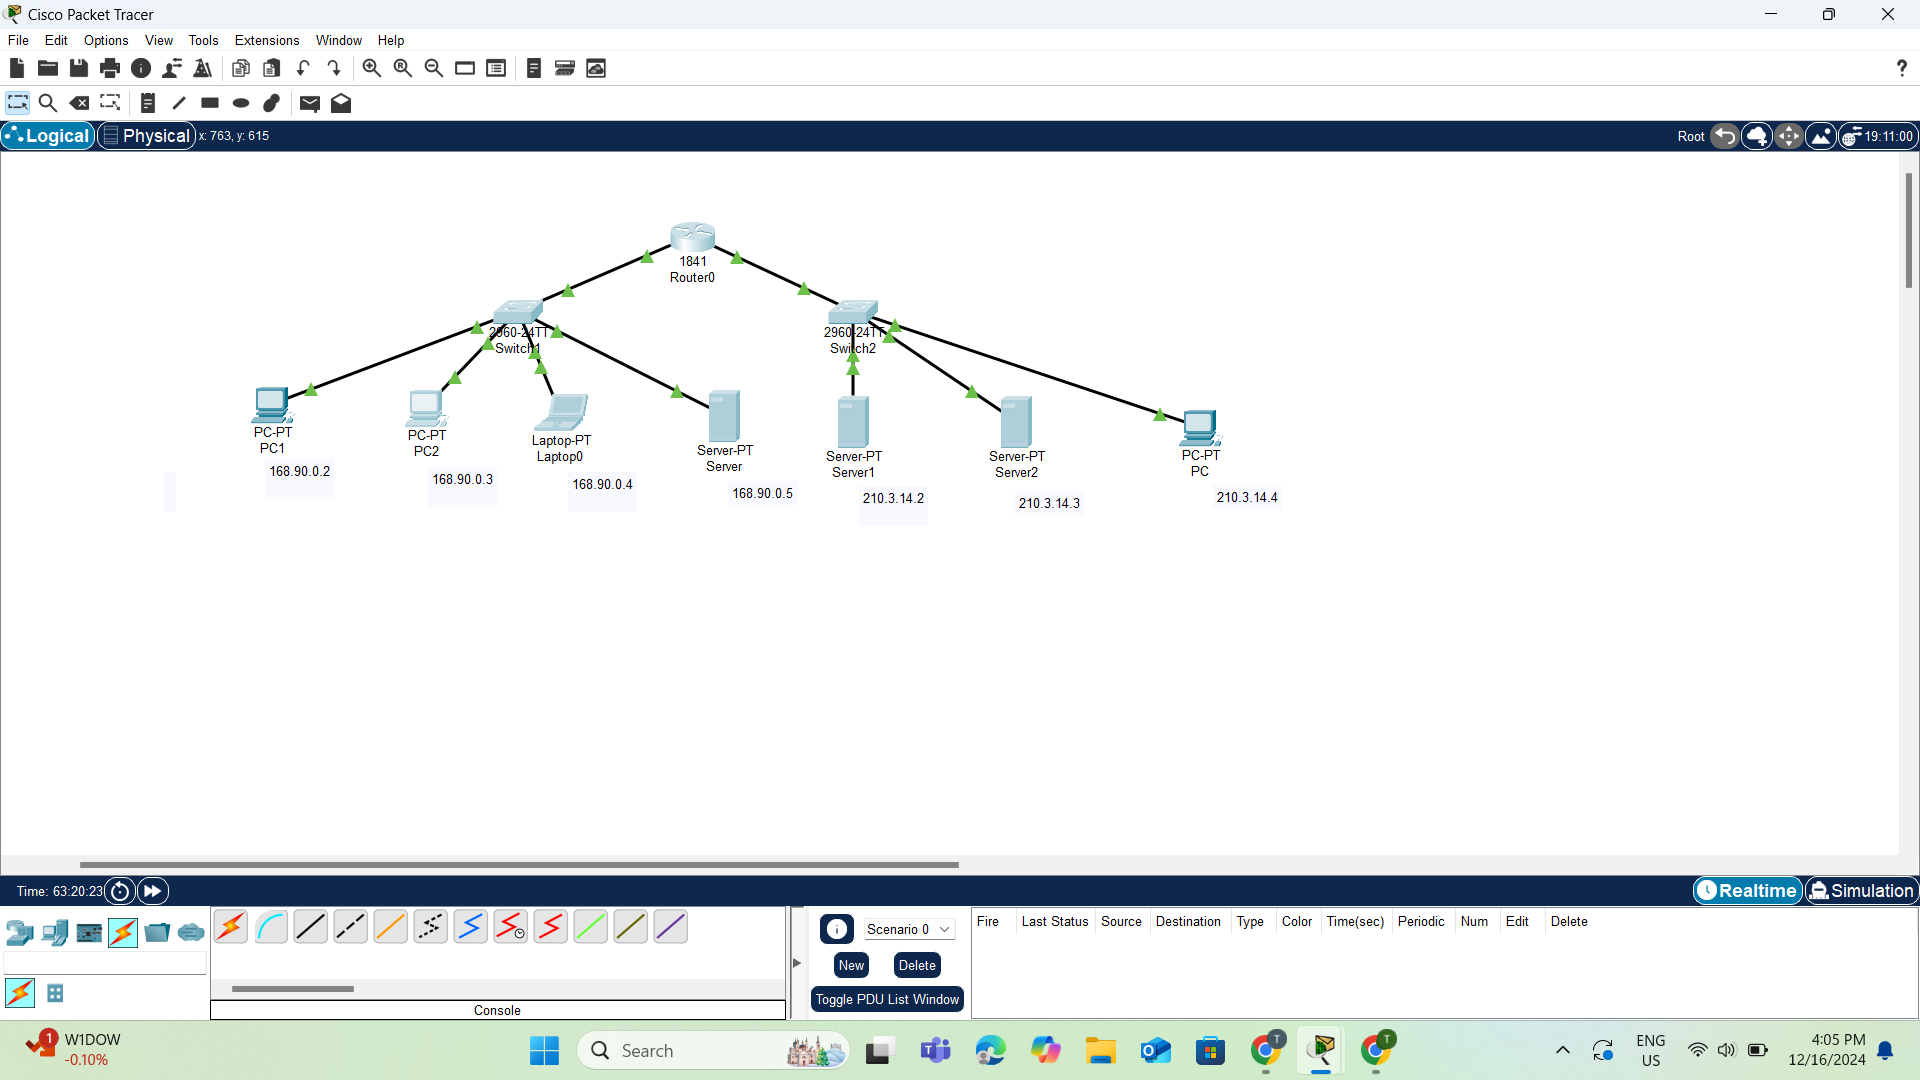 Cisco Packet Tracer
File Edit Options View Tools Extensions Window Help
?
Logical Physical x: 763, y: 615 Root 19:11:00
1841
Router0
2960-24TT
Switch1
2960-24TT
Switch2
PC-PT
PC1
168.90.0.2
PC-PT
PC2
168.90.0.3
Laptop-PT
Laptop0
168.90.0.4
Server-PT
Server
168.90.0.5
Server-PT
Server1
210.3.14.2
Server-PT
Server2
210.3.14.3
PC-PT
PC
210.3.14.4
Time: 63:20:23 Realtime Simulation
Scenario 0
New Delete
Toggle PDU List Window
Fire Last Status Source Destination Type Color Time(sec) Periodic Num Edit Delete
Console
1 W1DOW
-0.10%
Search
T
T
ENG
US
4:05 PM
12/16/2024